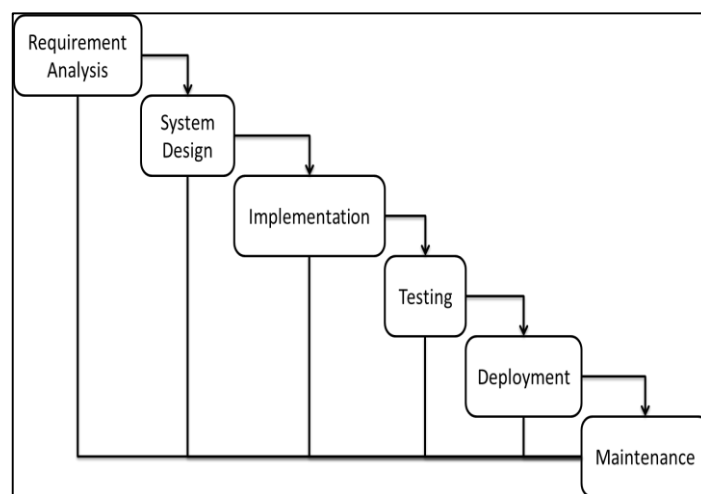 Requirement
Analysis
System
Design
Implementation
Testing
Deployment
Maintenance